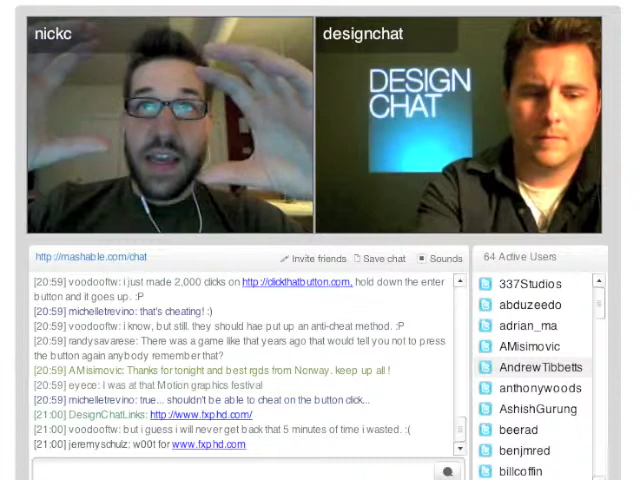 nickc
designchat
DESIGN
CHAT
http://mashable.com/chat
Invite friends
Save chat
Sounds
64 Active Users
[20:59] voodooftw: i just made 2,000 clicks on http://clickthatbutton.com, hold down the enter
button and it goes up. :P
[20:59] michelletrevino: that's cheating! :)
[20:59] voodooftw: i know, but still. they should hae put up an anti-cheat method. :P
[20:59] randysavarese: There was a game like that years ago that would tell you not to press
the button again anybody remember that?
[20:59] AMisimovic: Thanks for tonight and best rgds from Norway. keep up all !
[20:59] eyece: I was at that Motion graphics festival
[20:59] michelletrevino: true... shouldn't be able to cheat on the button click...
[21:00] DesignChatLinks: http://www.fxphd.com/
[21:00] voodooftw: but i guess i will never get back that 5 minutes of time i wasted. :(
[21:00] jeremyschulz: w00t for www.fxphd.com
337Studios
abduzeedo
adrian_ma
AMisimovic
AndrewTibbetts
anthonywoods
AshishGurung
beerad
benjmred
billcoffin